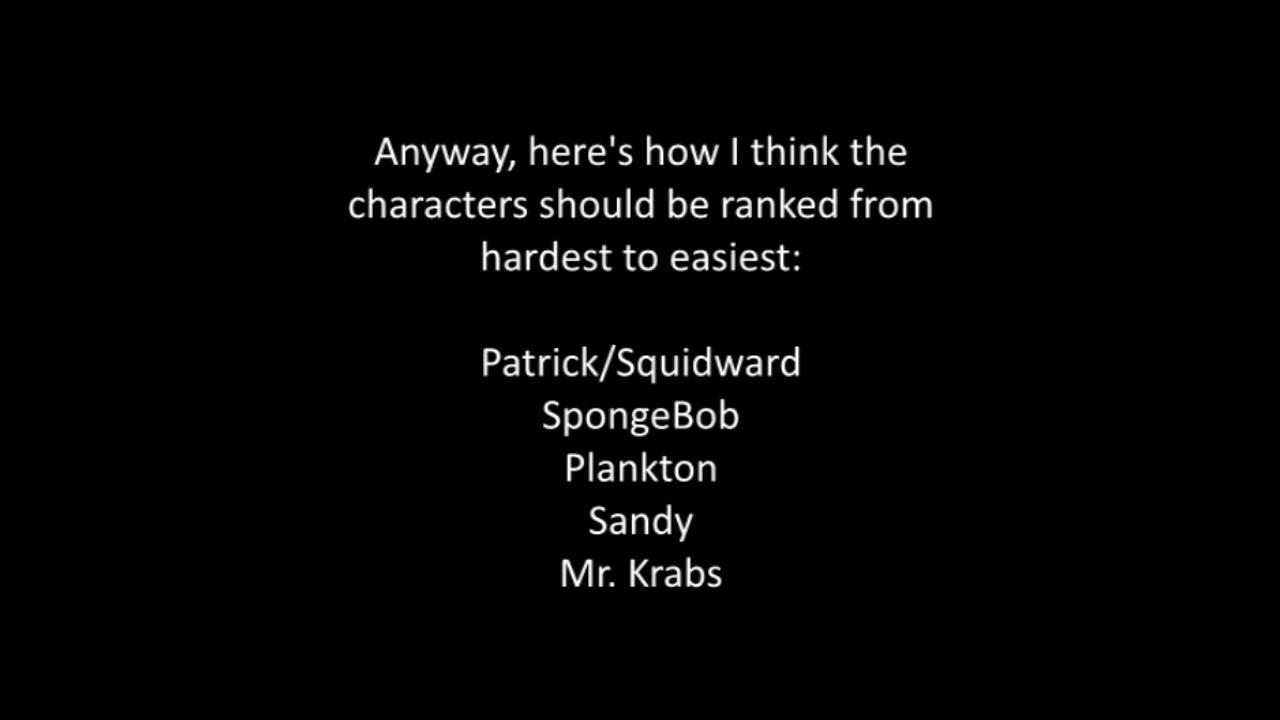 Anyway, here's how I think the
characters should be ranked from
hardest to easiest:
Patrick/Squidward
SpongeBob
Plankton
Sandy
Mr. Krabs